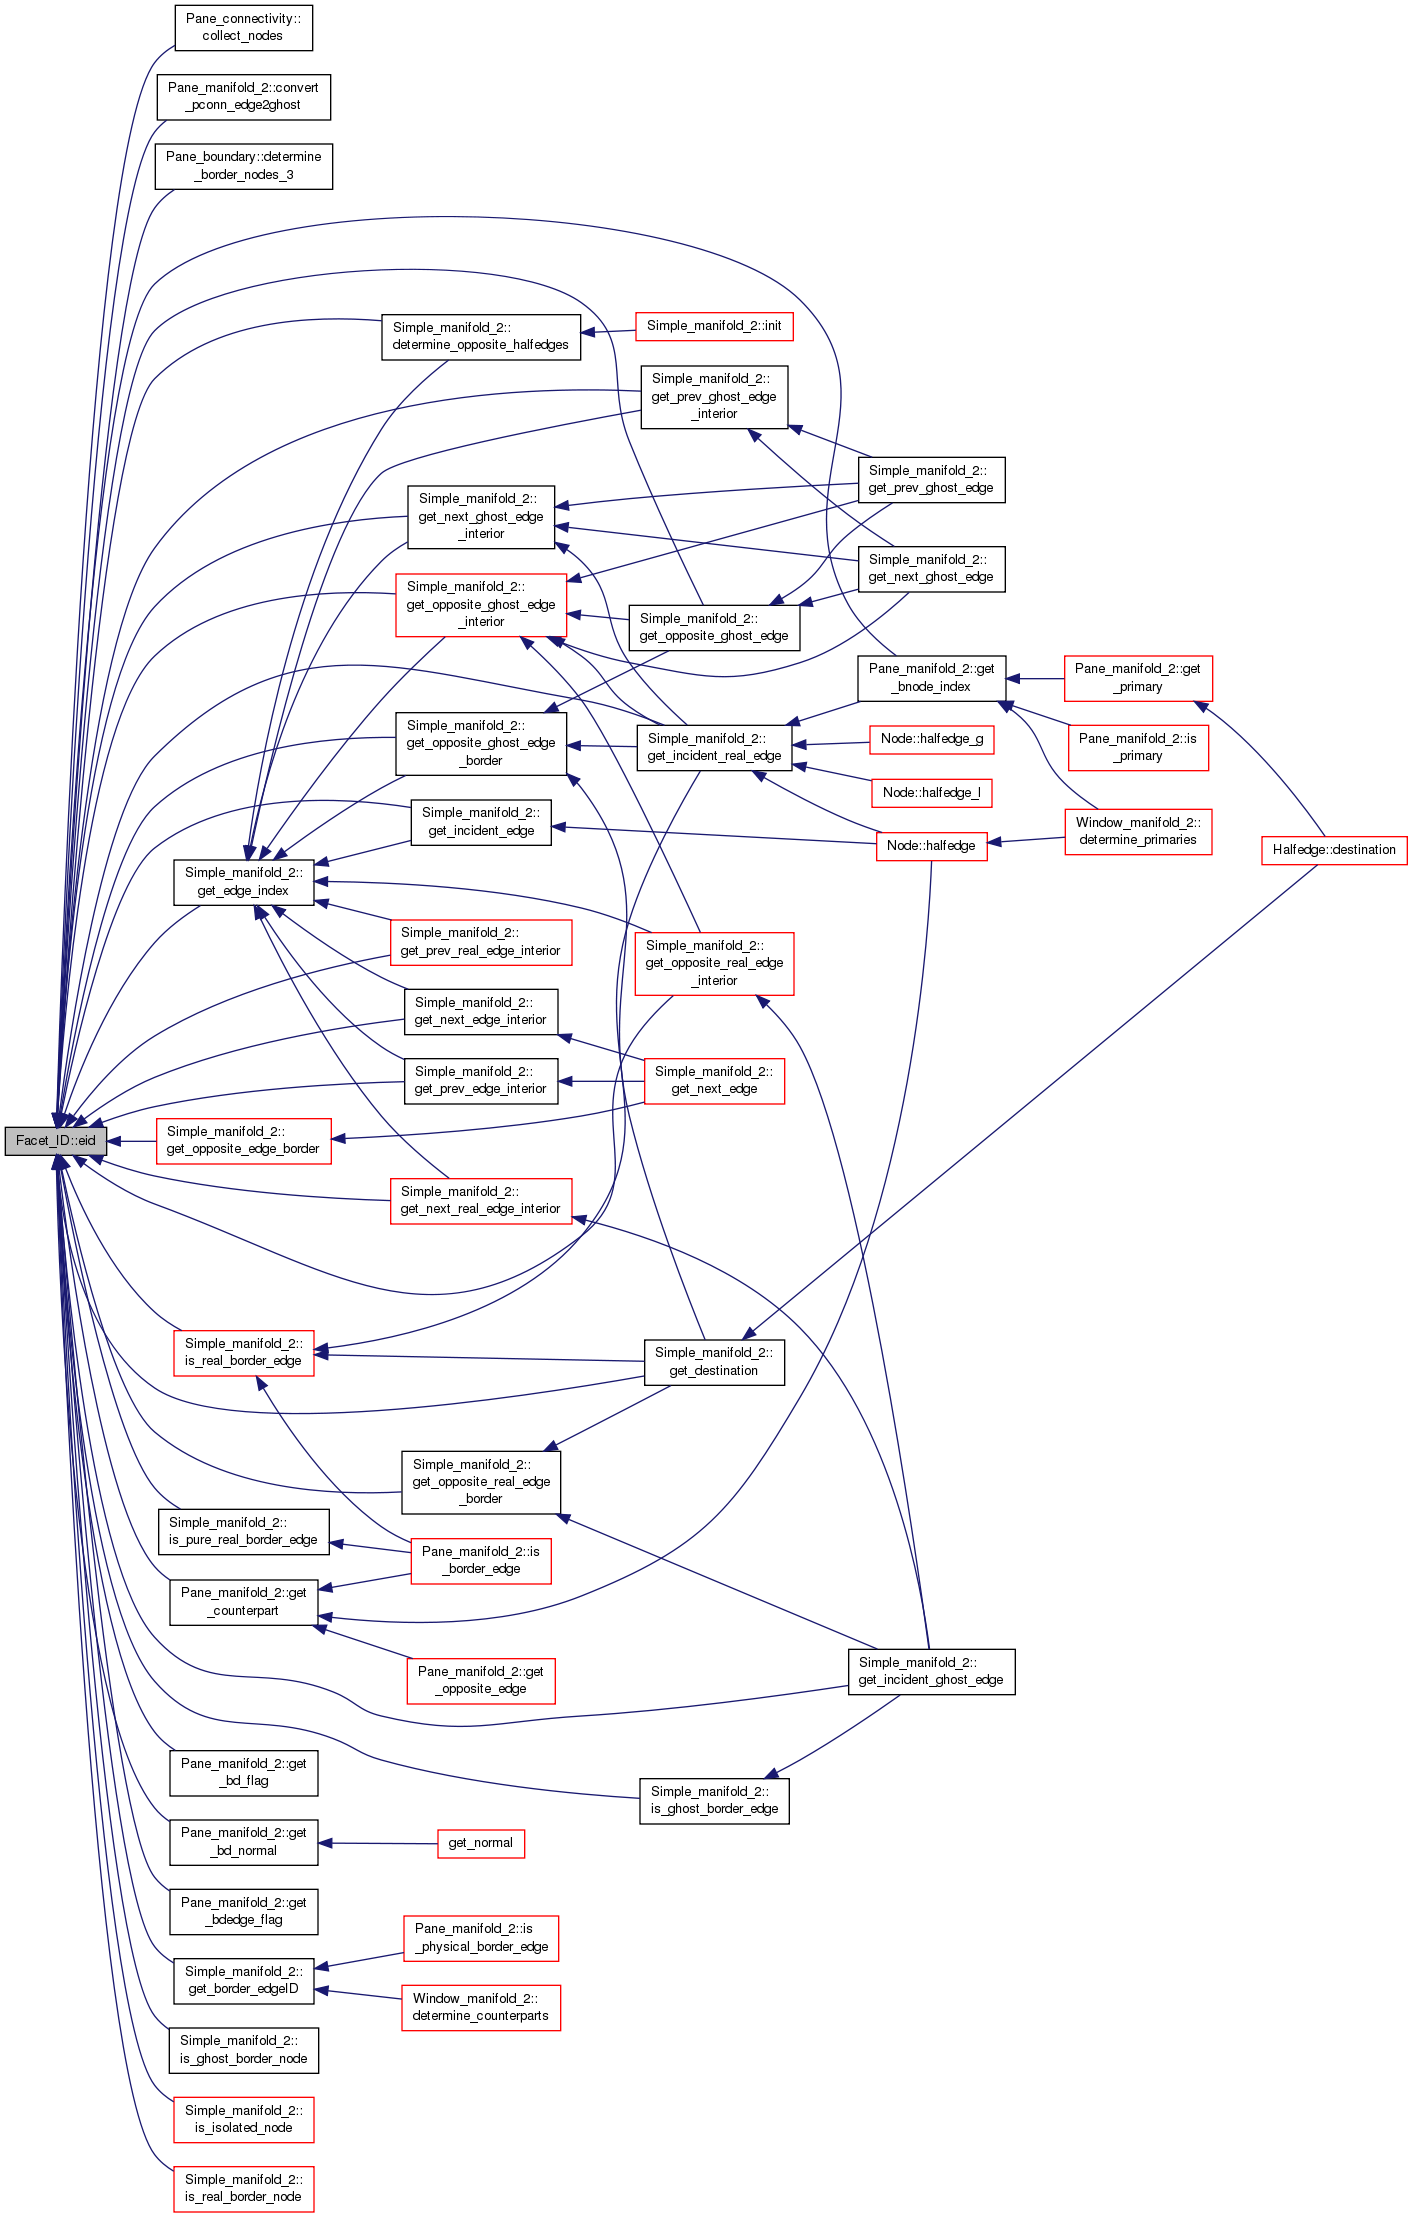 Pane_connectivity::
collect_nodes
Pane_manifold_2::convert
_pconn_edge2ghost
Pane_boundary::determine
_border_nodes_3
Simple_manifold_2::
determine_opposite_halfedges
Simple_manifold_2::init
Simple_manifold_2::
get_prev_ghost_edge
_interior
Simple_manifold_2::
get_prev_ghost_edge
Simple_manifold_2::
get_next_ghost_edge
_interior
Simple_manifold_2::
get_next_ghost_edge
Simple_manifold_2::
get_opposite_ghost_edge
_interior
Simple_manifold_2::
get_opposite_ghost_edge
Pane_manifold_2::get
_bnode_index
Pane_manifold_2::get
_primary
Simple_manifold_2::
get_opposite_ghost_edge
_border
Simple_manifold_2::
get_incident_real_edge
Node::halfedge_g
Pane_manifold_2::is
_primary
Node::halfedge_l
Simple_manifold_2::
get_incident_edge
Node::halfedge
Window_manifold_2::
determine_primaries
Halfedge::destination
Simple_manifold_2::
get_edge_index
Simple_manifold_2::
get_prev_real_edge_interior
Simple_manifold_2::
get_opposite_real_edge
_interior
Simple_manifold_2::
get_next_edge_interior
Simple_manifold_2::
get_prev_edge_interior
Simple_manifold_2::
get_next_edge
Facet_ID::eid
Simple_manifold_2::
get_opposite_edge_border
Simple_manifold_2::
get_next_real_edge_interior
Simple_manifold_2::
is_real_border_edge
Simple_manifold_2::
get_destination
Simple_manifold_2::
get_opposite_real_edge
_border
Simple_manifold_2::
is_pure_real_border_edge
Pane_manifold_2::is
_border_edge
Pane_manifold_2::get
_counterpart
Pane_manifold_2::get
_opposite_edge
Simple_manifold_2::
get_incident_ghost_edge
Pane_manifold_2::get
_bd_flag
Simple_manifold_2::
is_ghost_border_edge
Pane_manifold_2::get
_bd_normal
get_normal
Pane_manifold_2::get
_bdedge_flag
Pane_manifold_2::is
_physical_border_edge
Simple_manifold_2::
get_border_edgeID
Window_manifold_2::
determine_counterparts
Simple_manifold_2::
is_ghost_border_node
Simple_manifold_2::
is_isolated_node
Simple_manifold_2::
is_real_border_node